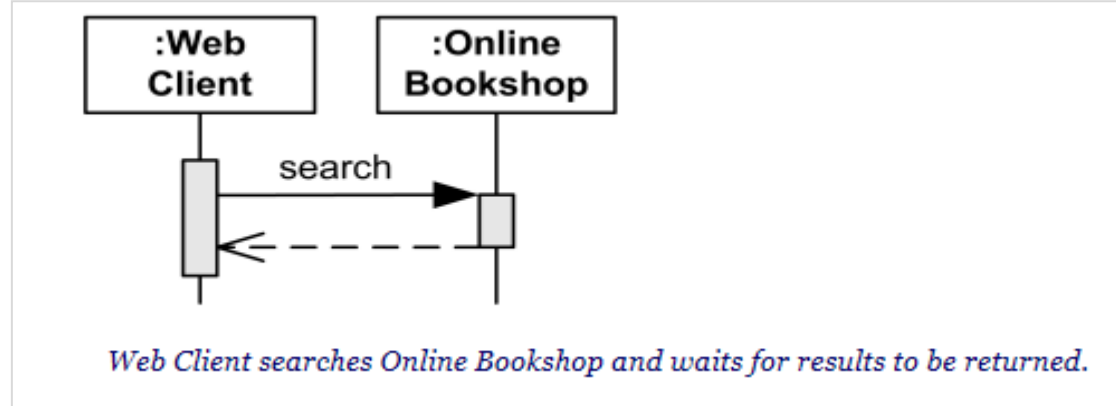 :Web
Client
:Online
Bookshop
search
Web Client searches Online Bookshop and waits for results to be returned.